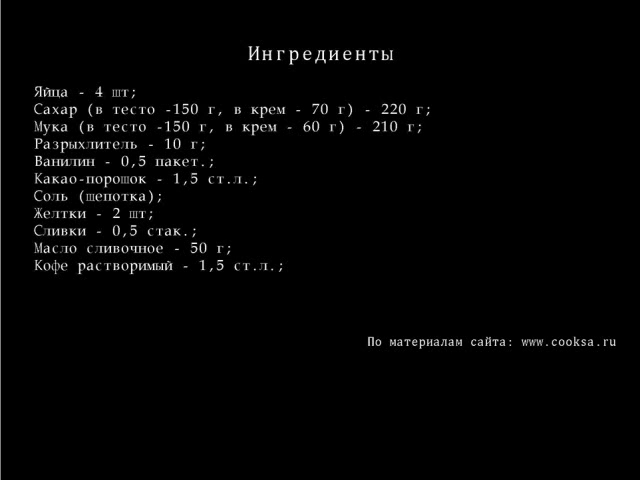 Ингредиенты
Яйца - 4 шт;
Сахар (в тесто -150 г, в крем - 70 г) - 220 г;
Мука (в тесто -150 г, в крем - 60 г) - 210 г;
Разрыхлитель - 10 г;
Ванилин - 0,5 пакет.;
Какао-порошок - 1,5 ст.л.;
Соль (щепотка);
Желтки - 2 шт;
Сливки - 0,5 стак.;
Масло сливочное - 50 г;
Кофе растворимый - 1,5 ст.л.;
По материалам сайта: www.cooksa.ru